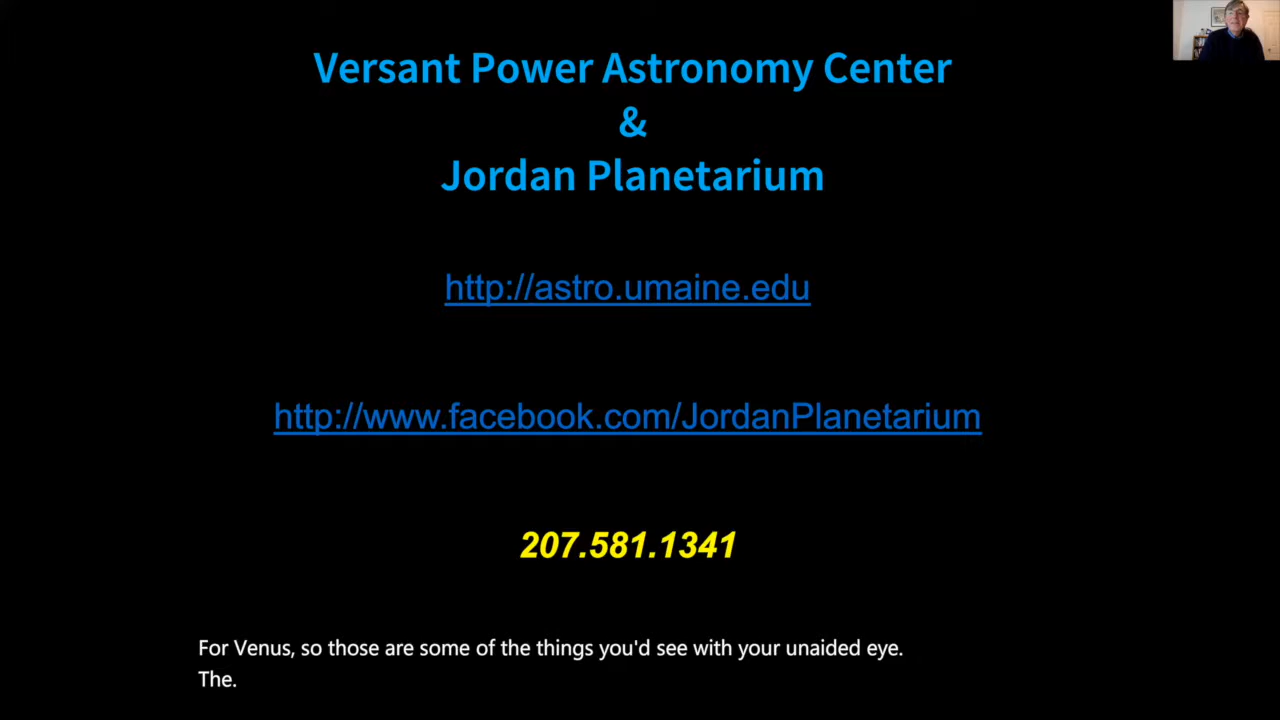 Versant Power Astronomy Center
&
Jordan Planetarium
http://astro.umaine.edu
http://www.facebook.com/JordanPlanetarium
207.581.1341
For Venus, so those are some of the things you'd see with your unaided eye.
The.